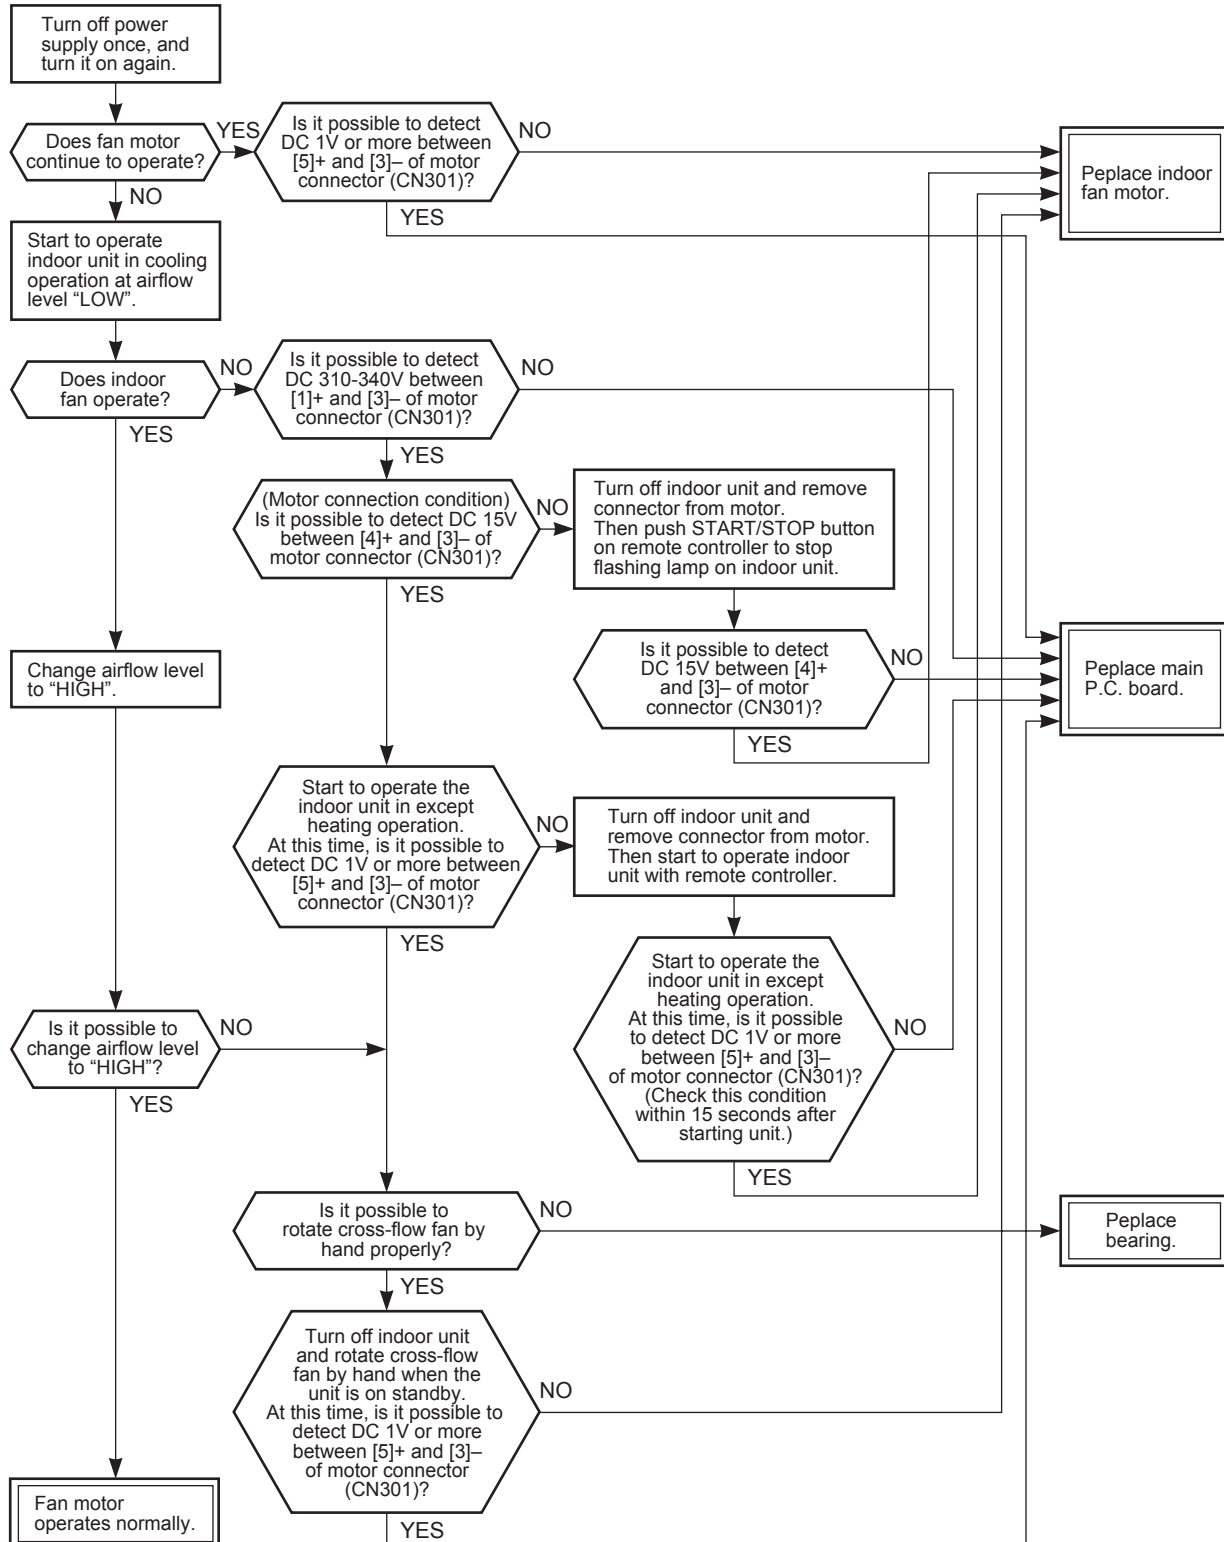 Turn off power
supply once, and
turn it on again.
Does fan motor
continue to operate?
YES
NO
Is it possible to detect
DC 1V or more between
[5]+ and [3]– of motor
connector (CN301)?
NO
YES
Peplace indoor
fan motor.
Start to operate
indoor unit in cooling
operation at airflow
level “LOW”.
Does indoor
fan operate?
NO
YES
Is it possible to detect
DC 310-340V between
[1]+ and [3]– of motor
connector (CN301)?
NO
YES
(Motor connection condition)
Is it possible to detect DC 15V
between [4]+ and [3]– of
motor connector (CN301)?
NO
YES
Turn off indoor unit and remove
connector from motor.
Then push START/STOP button
on remote controller to stop
flashing lamp on indoor unit.
Is it possible to detect
DC 15V between [4]+
and [3]– of motor
connector (CN301)?
NO
YES
Peplace main
P.C. board.
Change airflow level
to “HIGH”.
Start to operate the
indoor unit in except
heating operation.
At this time, is it possible to
detect DC 1V or more between
[5]+ and [3]– of motor
connector (CN301)?
NO
YES
Turn off indoor unit and
remove connector from motor.
Then start to operate indoor
unit with remote controller.
Start to operate the
indoor unit in except
heating operation.
At this time, is it possible
to detect DC 1V or more
between [5]+ and [3]–
of motor connector (CN301)?
(Check this condition
within 15 seconds after
starting unit.)
NO
YES
Is it possible to
change airflow level
to “HIGH”?
NO
YES
Is it possible to
rotate cross-flow fan by
hand properly?
NO
YES
Peplace
bearing.
Turn off indoor unit
and rotate cross-flow
fan by hand when the
unit is on standby.
At this time, is it possible to
detect DC 1V or more
between [5]+ and [3]–
of motor connector
(CN301)?
NO
YES
Fan motor
operates normally.